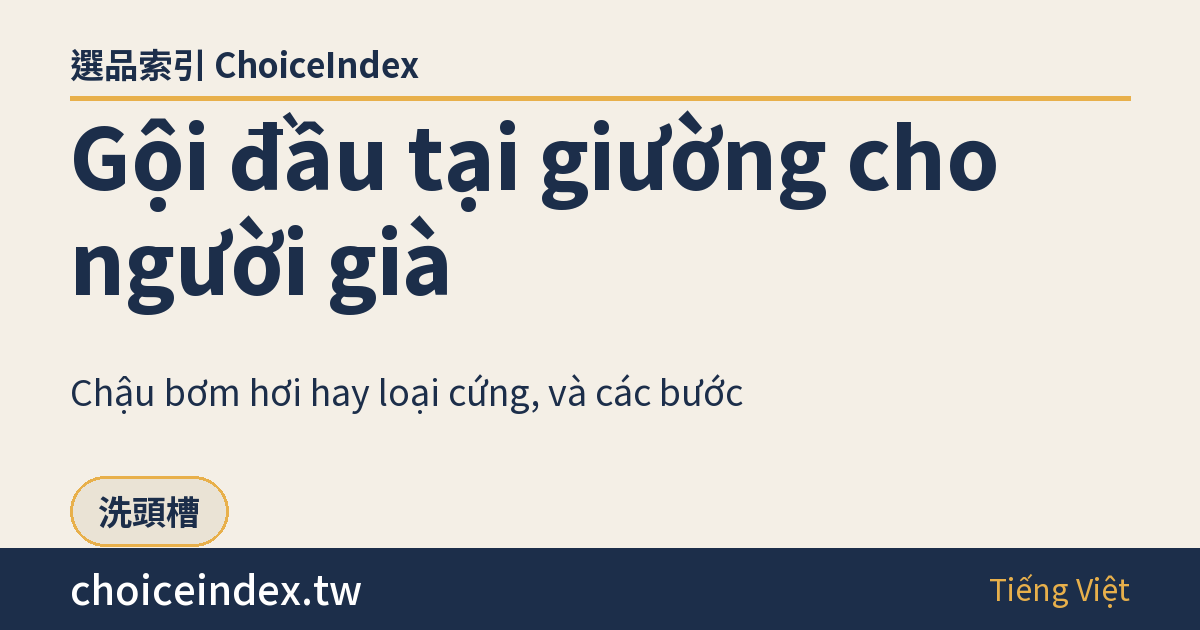 選品索引 ChoiceIndex
Gội đầu tại giường cho
người già
Chậu bơm hơi hay loại cứng, và các bước
洗頭槽
choiceindex.tw
Tiếng Việt